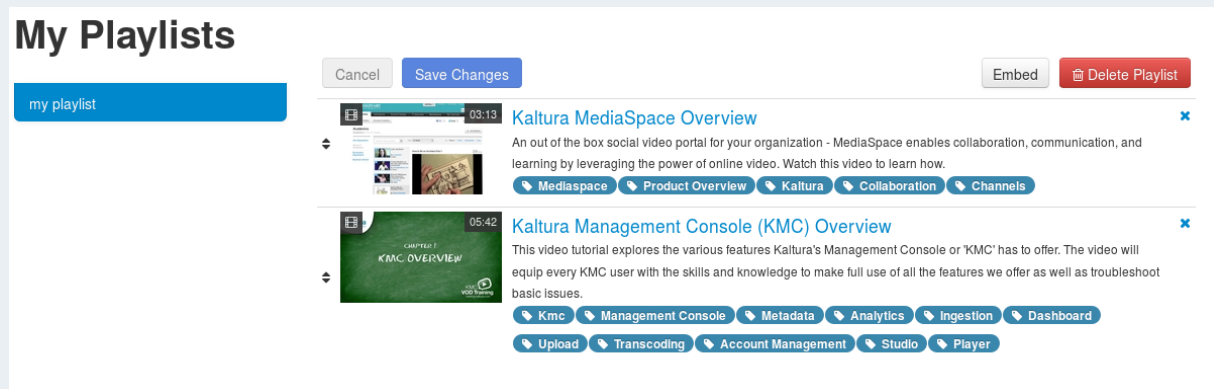 My Playlists
Cancel
Save Changes
Embed
Delete Playlist
my playlist
03:13
Kaltura MediaSpace Overview
An out of the box social video portal for your organization - MediaSpace enables collaboration, communication, and
learning by leveraging the power of online video. Watch this video to learn how.
Mediaspace Product Overview Kaltura Collaboration Channels
05:42
CHAPTER 1
KMC OVERVIEW
VOD Training
Kaltura Management Console (KMC) Overview
This video tutorial explores the various features Kaltura's Management Console or 'KMC' has to offer. The video will
equip every KMC user with the skills and knowledge to make full use of all the features we offer as well as troubleshoot
basic issues.
Kmc Management Console Metadata Analytics Ingestion Dashboard
Upload Transcoding Account Management Studio Player